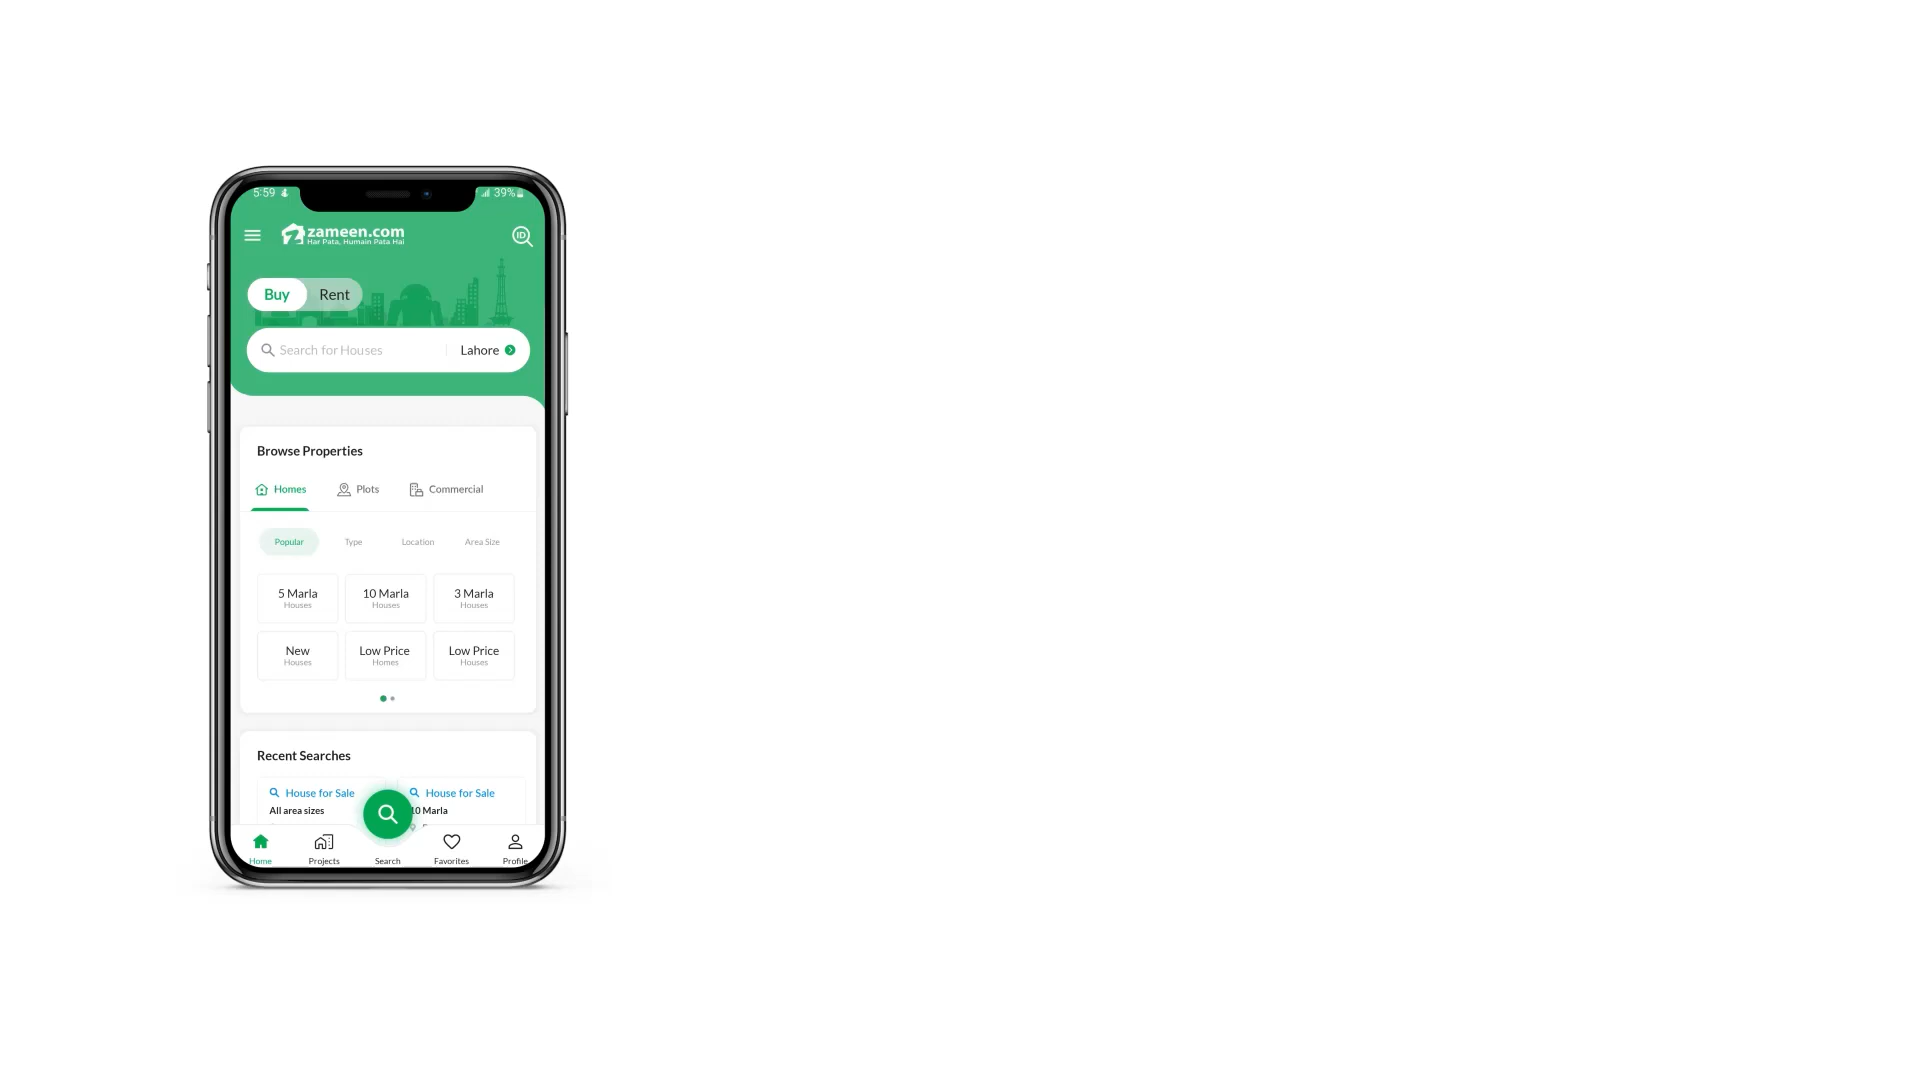 5:59
39%
zameen.com
Har Pata, Humain Pata Hai
ID
Buy Rent
Search for Houses Lahore
Browse Properties
Homes Plots Commercial
Popular Type Location Area Size
5 Marla 10 Marla 3 Marla
Houses Houses Houses
New Low Price Low Price
Houses Homes Houses
Recent Searches
House for Sale House for Sale
All area sizes 10 Marla
Home Projects Search Favorites Profile